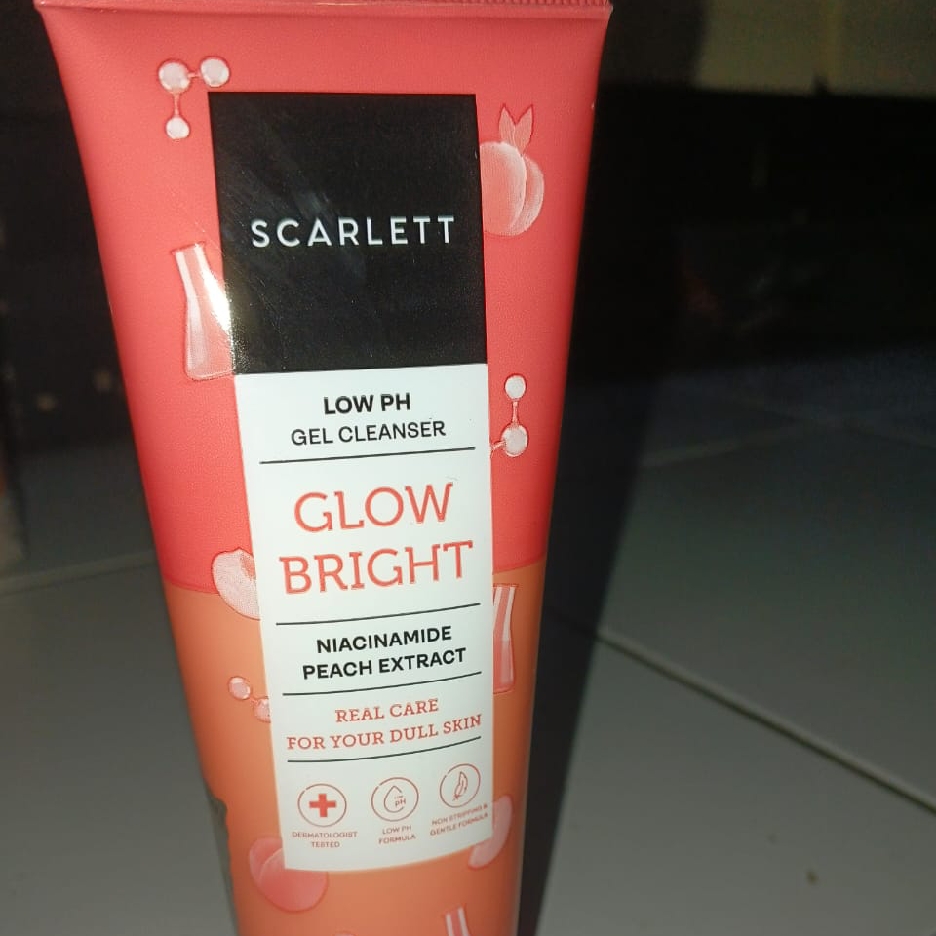 SCARLETT
LOW PH
GEL CLEANSER
GLOW
BRIGHT
NIACINAMIDE
PEACH EXTRACT
REAL CARE
FOR YOUR DULL SKIN
DERMATOLOGIST
TESTED
pH
LOW PH
FORMULA
NON STRIPPING &
GENTLE FORMULA